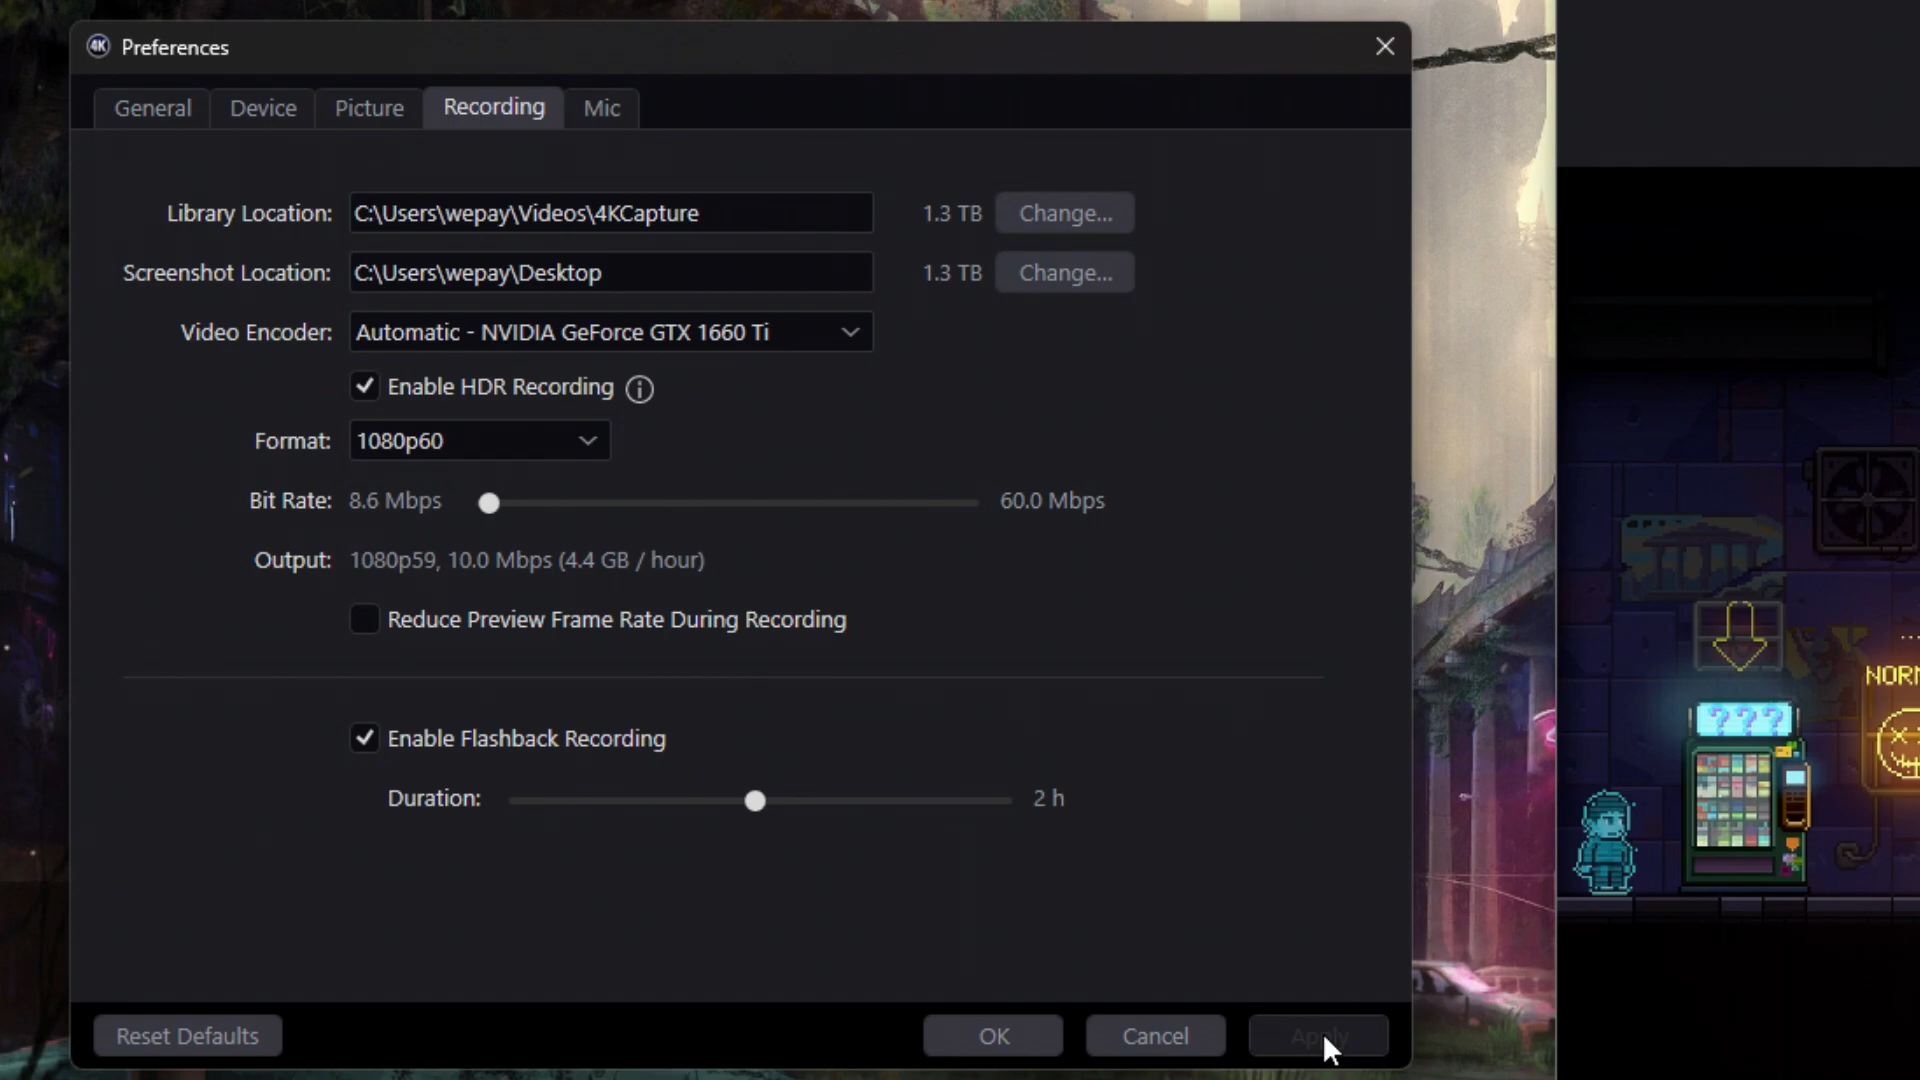 4K Preferences
General Device Picture Recording Mic
Library Location: C:\Users\wepay\Videos\4KCapture 1.3 TB Change...
Screenshot Location: C:\Users\wepay\Desktop 1.3 TB Change...
Video Encoder: Automatic - NVIDIA GeForce GTX 1660 Ti
Enable HDR Recording
Format: 1080p60
Bit Rate: 8.6 Mbps 60.0 Mbps
Output: 1080p59, 10.0 Mbps (4.4 GB / hour)
Reduce Preview Frame Rate During Recording
Enable Flashback Recording
Duration: 2 h
Reset Defaults OK Cancel Apply
...
NORM
???